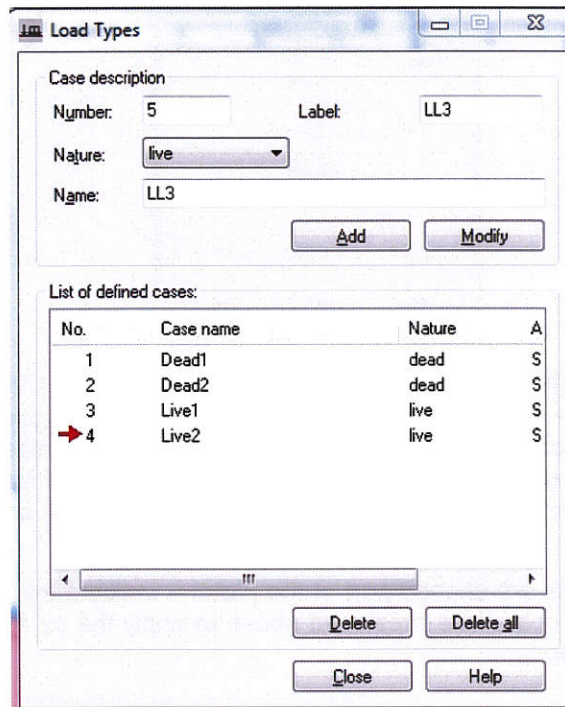 Load Types
Case description
Number: 5 Label: LL3
Nature: live
Name: LL3
Add Modify
List of defined cases:
No. Case name Nature A
1 Dead1 dead S
2 Dead2 dead S
3 Live1 live S
4 Live2 live S
Delete Delete all
Close Help